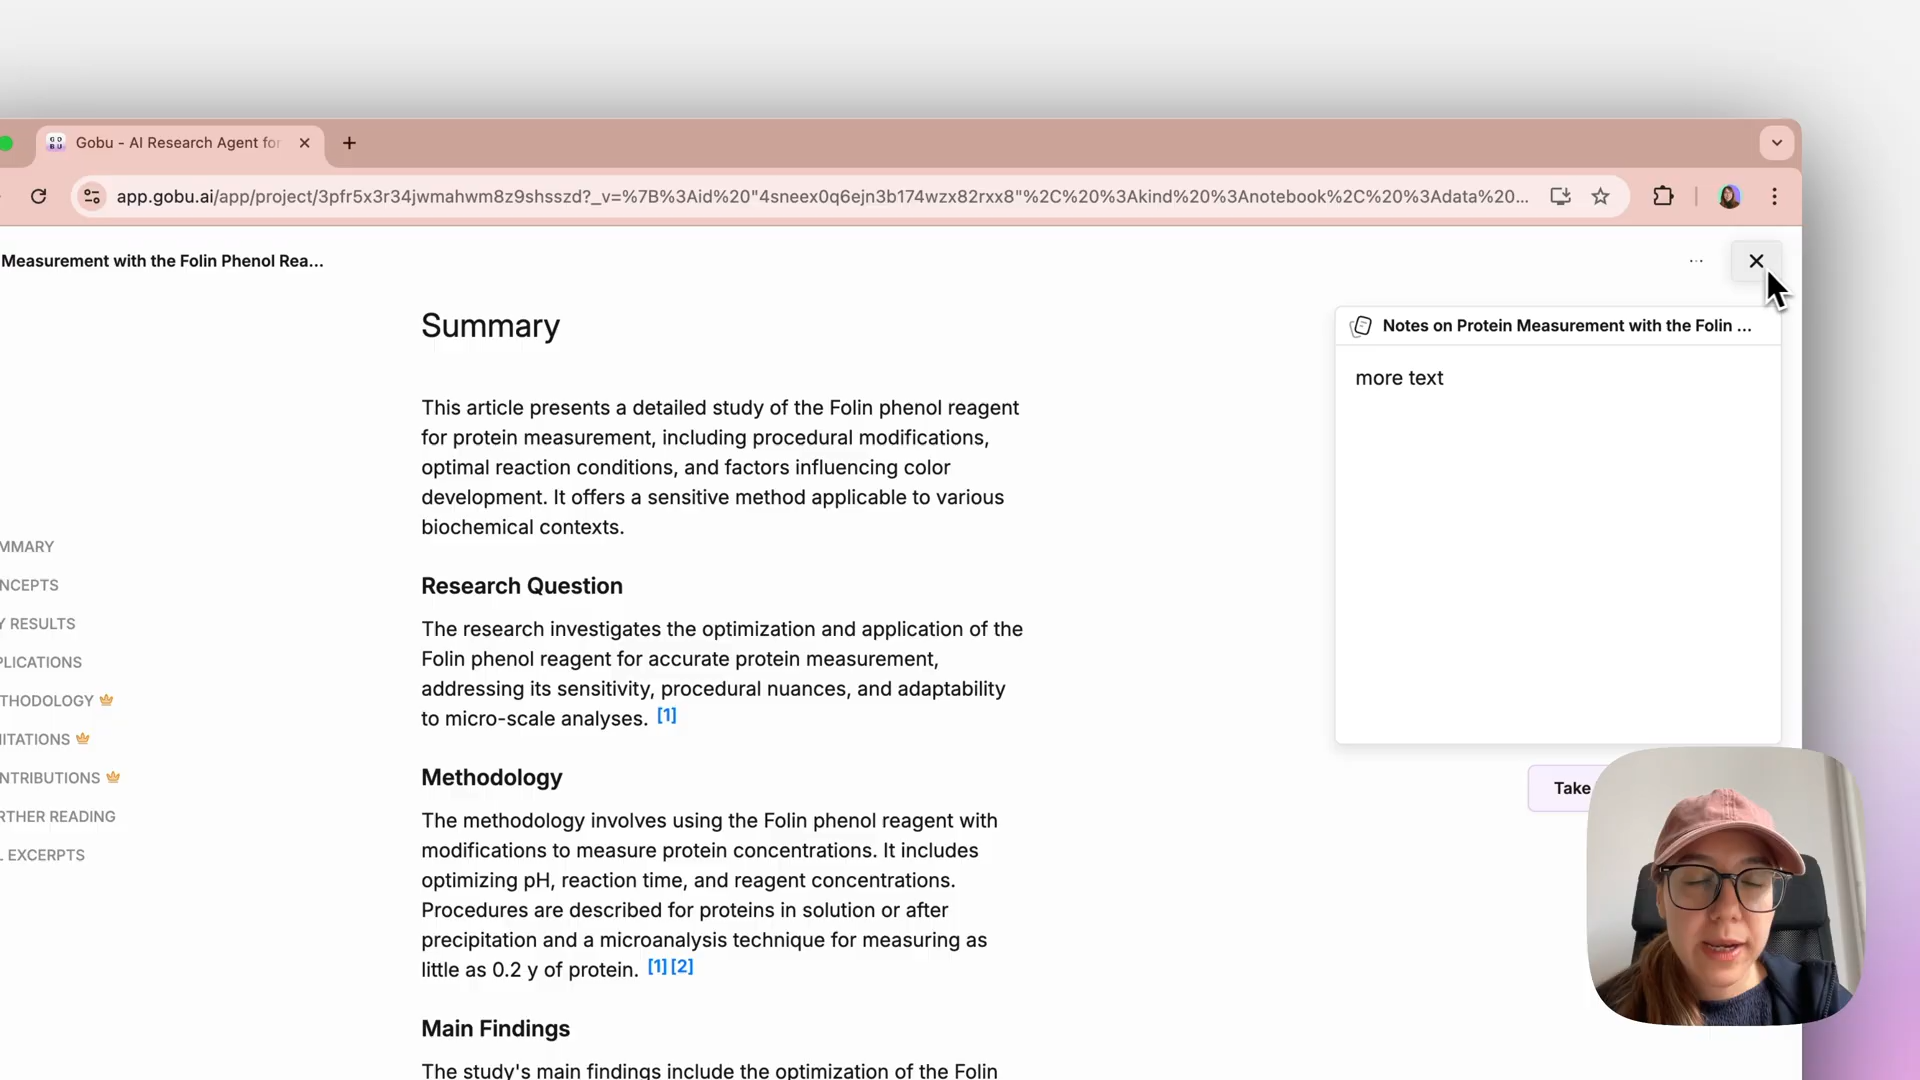 Gobu - AI Research Agent for
app.gobu.ai/app/project/3pfr5x3r34jwmahwm8z9shsszd?_v=%7B%3Aid%20"4sneex0q6ejn3b174wzx82rxx8"%2C%20%3Akind%20%3Anotebook%2C%20%3Adata%20...
Measurement with the Folin Phenol Rea...
Summary
This article presents a detailed study of the Folin phenol reagent
for protein measurement, including procedural modifications,
optimal reaction conditions, and factors influencing color
development. It offers a sensitive method applicable to various
biochemical contexts.
Research Question
The research investigates the optimization and application of the
Folin phenol reagent for accurate protein measurement,
addressing its sensitivity, procedural nuances, and adaptability
to micro-scale analyses. [1]
Methodology
The methodology involves using the Folin phenol reagent with
modifications to measure protein concentrations. It includes
optimizing pH, reaction time, and reagent concentrations.
Procedures are described for proteins in solution or after
precipitation and a microanalysis technique for measuring as
little as 0.2 y of protein. [1][2]
Main Findings
The study's main findings include the optimization of the Folin
MMARY
NCEPTS
Y RESULTS
PLICATIONS
THODOLOGY
MITATIONS
NTRIBUTIONS
RTHER READING
L EXCERPTS
Notes on Protein Measurement with the Folin ...
more text
Take